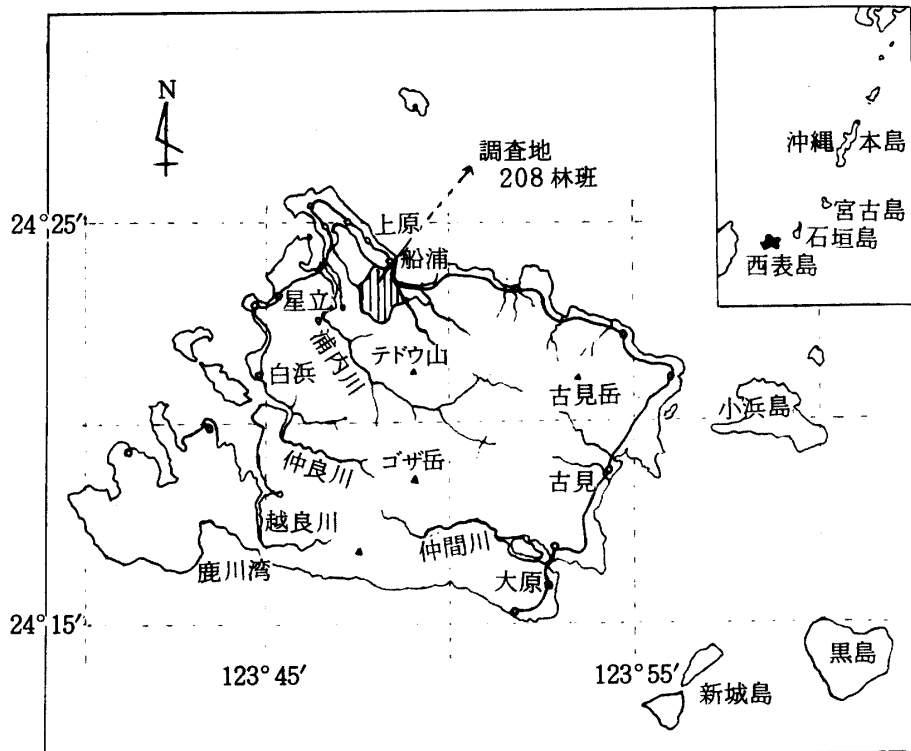 N
調査地
208 林班
沖縄 本島
宮古島
石垣島
西表島
24°25′
上原
船浦
星立
浦内川
テドウ山
白浜
古見岳
小浜島
仲良川
ゴザ岳
古見
越良川
仲間川
鹿川湾
大原
24°15′
123°45′
123°55′
新城島
黒島